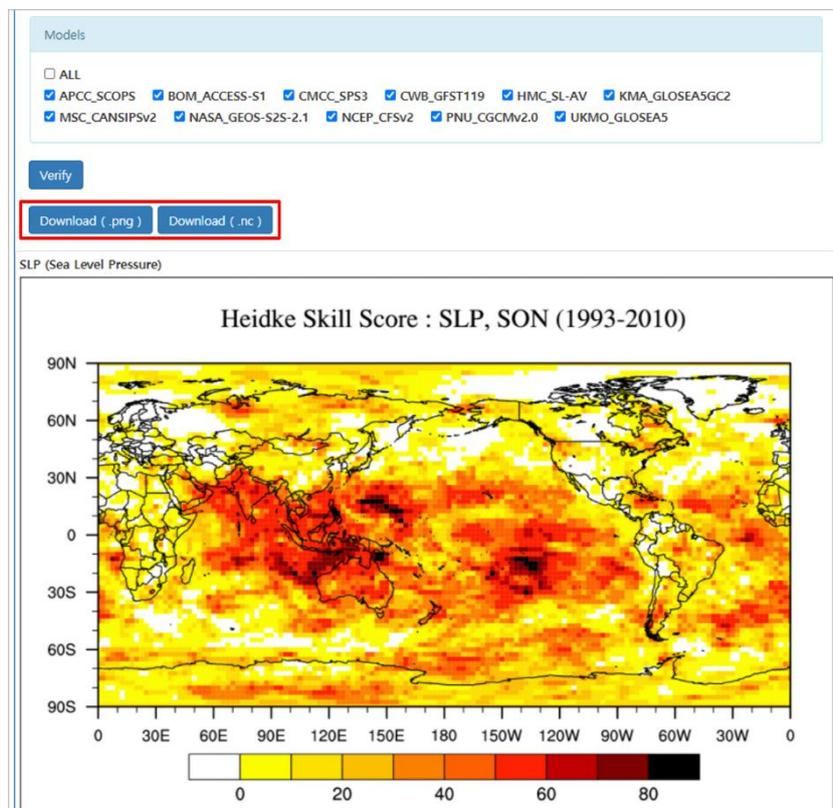 Models
ALL
APCC_SCOPS BOM_ACCESS-S1 CMCC_SPS3 CWB_GFST119 HMC_SL-AV KMA_GLOSEA5GC2
MSC_CANSIPSv2 NASA_GEOS-S2S-2.1 NCEP_CFSv2 PNU_CGCMv2.0 UKMO_GLOSEA5
Verify
Download ( .png ) Download ( .nc )
SLP (Sea Level Pressure)
Heidke Skill Score : SLP, SON (1993-2010)
90N
60N
30N
0
30S
60S
90S
0 30E 60E 90E 120E 150E 180 150W 120W 90W 60W 30W 0
0 20 40 60 80